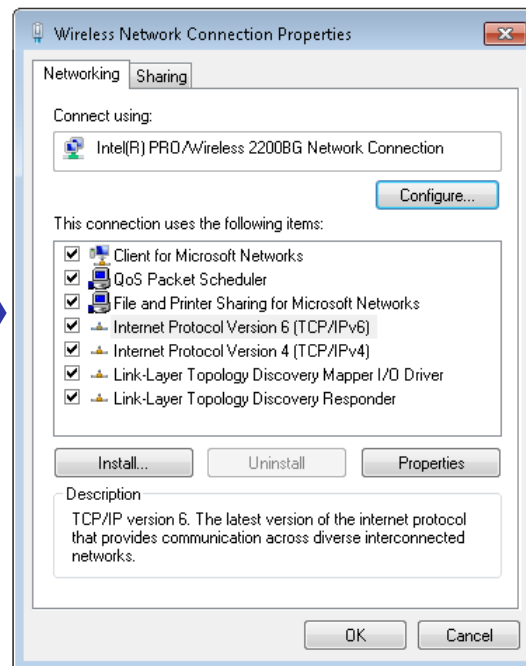 Wireless Network Connection Properties
Networking
Sharing
Connect using:
Intel(R) PRO/Wireless 2200BG Network Connection
Configure...
This connection uses the following items:
Client for Microsoft Networks
QoS Packet Scheduler
File and Printer Sharing for Microsoft Networks
Internet Protocol Version 6 (TCP/IPv6)
Internet Protocol Version 4 (TCP/IPv4)
Link-Layer Topology Discovery Mapper I/O Driver
Link-Layer Topology Discovery Responder
Install...
Uninstall
Properties
Description
TCP/IP version 6. The latest version of the internet protocol
that provides communication across diverse interconnected
networks.
OK
Cancel